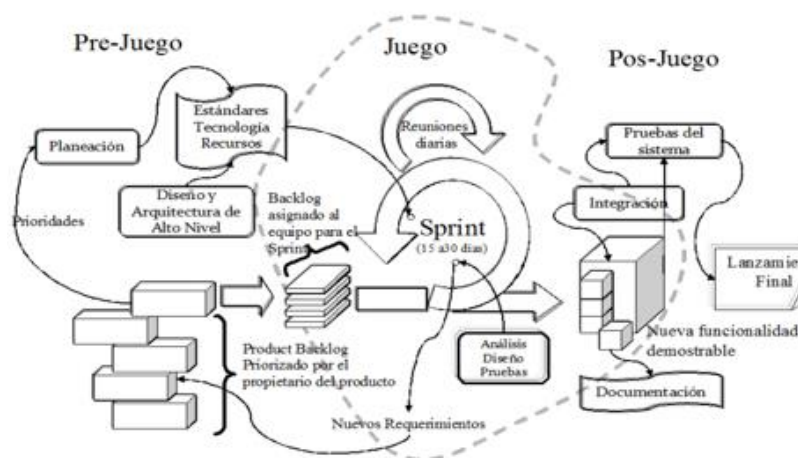 Pre-Juego
Juego
Pos-Juego
Estándares
Tecnología
Recursos
Planeación
Diseño y
Arquitectura de
Alto Nivel
Prioridades
Reuniones
diarias
Backlog
asignado al
equipo para el
Sprint
Sprint
(15 a30 días)
Pruebas del
sistema
Integración
Lanzamie
Final
Nueva funcionalidad
demostrable
Análisis
Diseño
Pruebas
Product Backlog
Priorizado por el
propietario del producto
Documentación
Nuevos Requerimientos